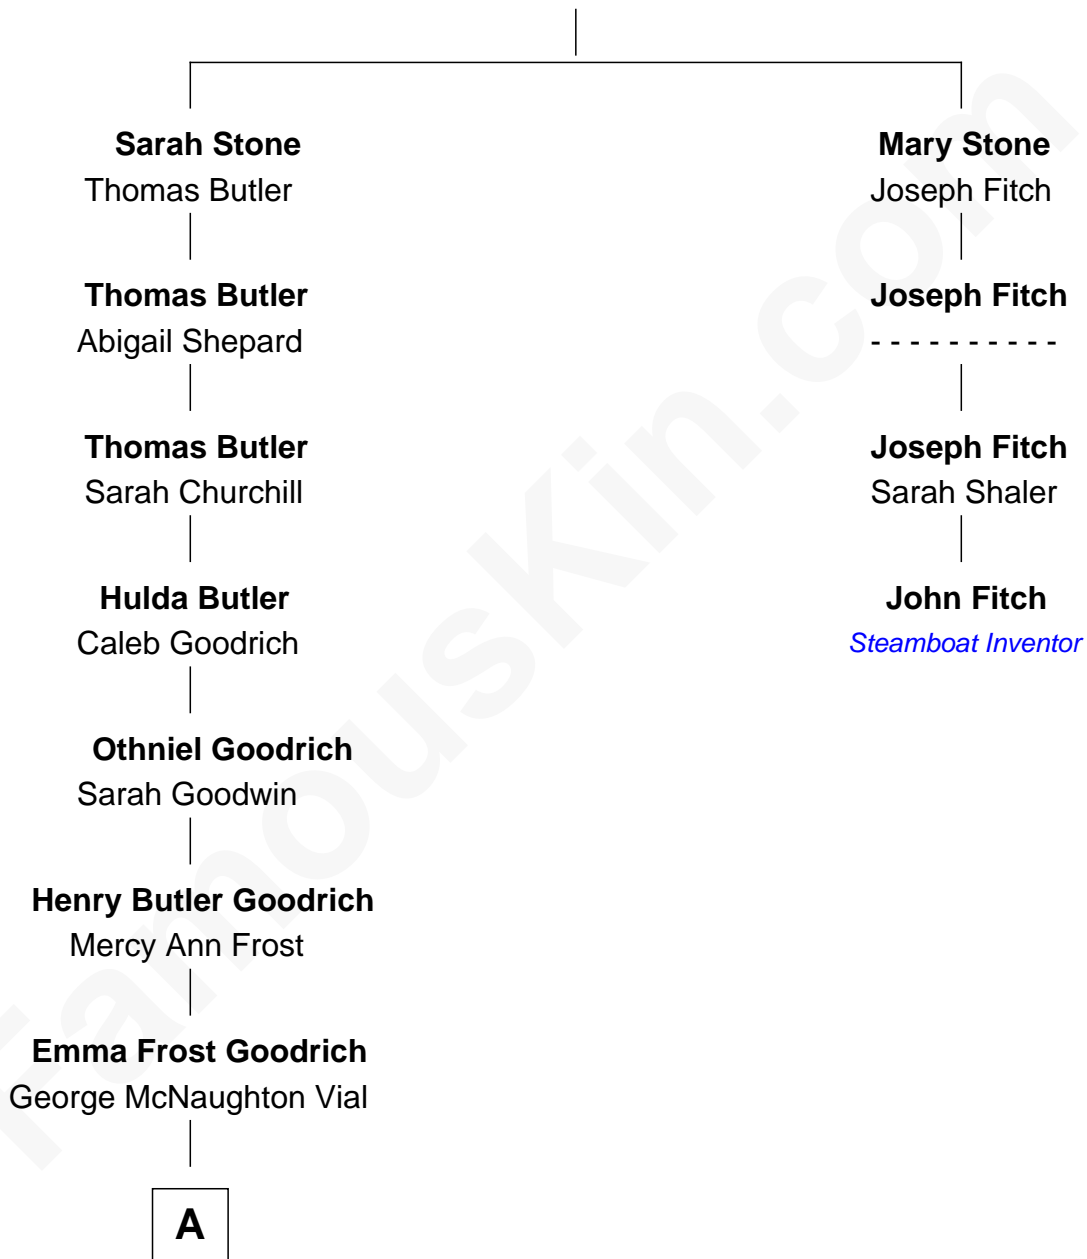 Sarah Stone
Thomas Butler
Mary Stone
Joseph Fitch
Thomas Butler
Abigail Shepard
Joseph Fitch
- - - - - - - - - -
Thomas Butler
Sarah Churchill
Joseph Fitch
Sarah Shaler
Hulda Butler
Caleb Goodrich
John Fitch
Steamboat Inventor
Othniel Goodrich
Sarah Goodwin
Henry Butler Goodrich
Mercy Ann Frost
Emma Frost Goodrich
George McNaughton Vial
A
FamousKin.com